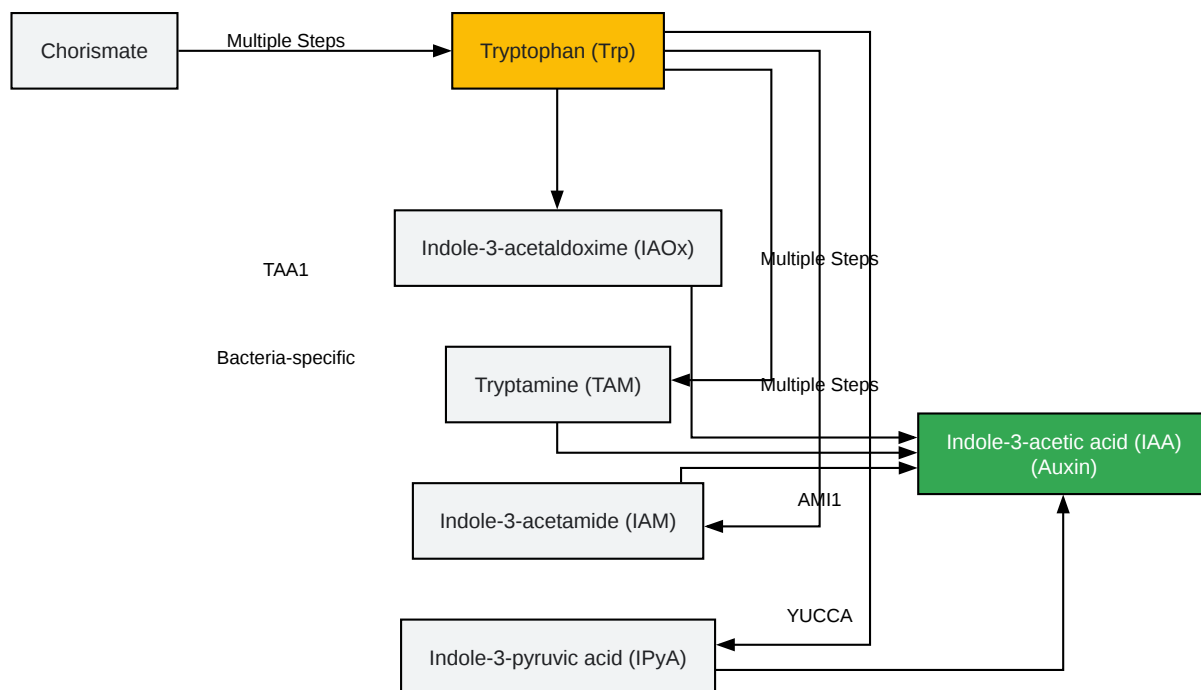 Chorismate
Multiple Steps
Tryptophan (Trp)
Indole-3-acetaldoxime (IAOx)
TAA1
Multiple Steps
Bacteria-specific
Tryptamine (TAM)
Multiple Steps
Indole-3-acetic acid (IAA)
(Auxin)
Indole-3-acetamide (IAM)
AMI1
YUCCA
Indole-3-pyruvic acid (IPyA)